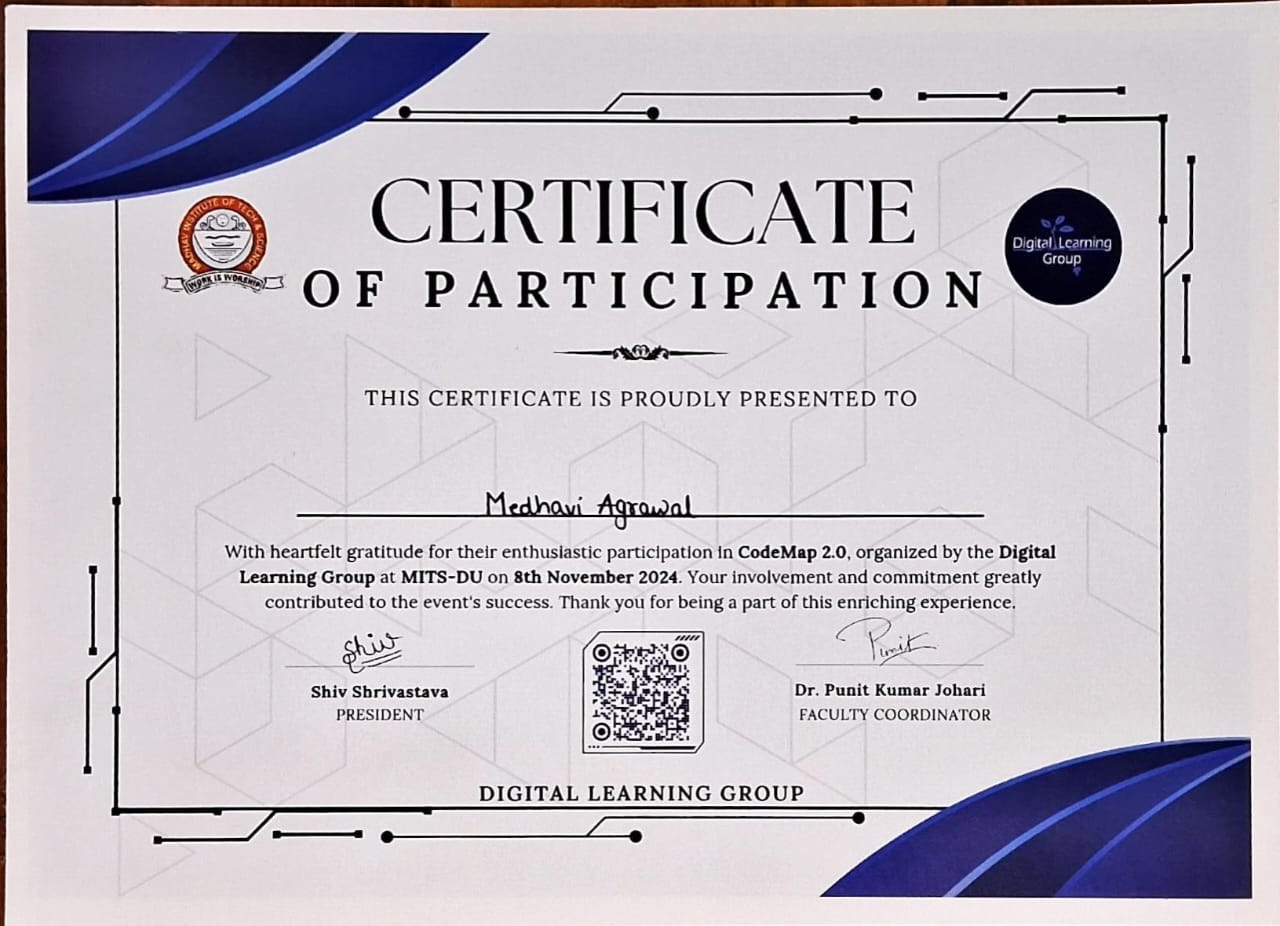 CERTIFICATE
OF PARTICIPATION
MADHAV INSTITUTE OF TECH & SCIENCE
WORK IS WORSHIP
Digital Learning
Group
THIS CERTIFICATE IS PROUDLY PRESENTED TO
Medhavi Agrawal
With heartfelt gratitude for their enthusiastic participation in CodeMap 2.0, organized by the Digital
Learning Group at MITS-DU on 8th November 2024. Your involvement and commitment greatly
contributed to the event's success. Thank you for being a part of this enriching experience.
Shiv
Shiv Shrivastava
PRESIDENT
Punit
Dr. Punit Kumar Johari
FACULTY COORDINATOR
DIGITAL LEARNING GROUP